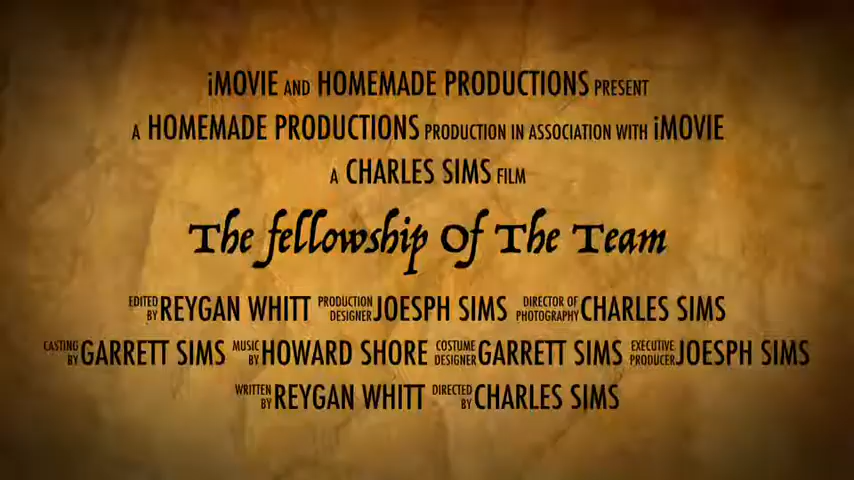 iMOVIE AND HOMEMADE PRODUCTIONS PRESENT
A HOMEMADE PRODUCTIONS PRODUCTION IN ASSOCIATION WITH iMOVIE
A CHARLES SIMS FILM
The Fellowship Of The Team
EDITED BY REYGAN WHITT PRODUCTION DESIGNER JOESPH SIMS DIRECTOR OF PHOTOGRAPHY CHARLES SIMS
CASTING BY GARRETT SIMS MUSIC BY HOWARD SHORE COSTUME DESIGNER GARRETT SIMS EXECUTIVE PRODUCER JOESPH SIMS
WRITTEN BY REYGAN WHITT DIRECTED BY CHARLES SIMS